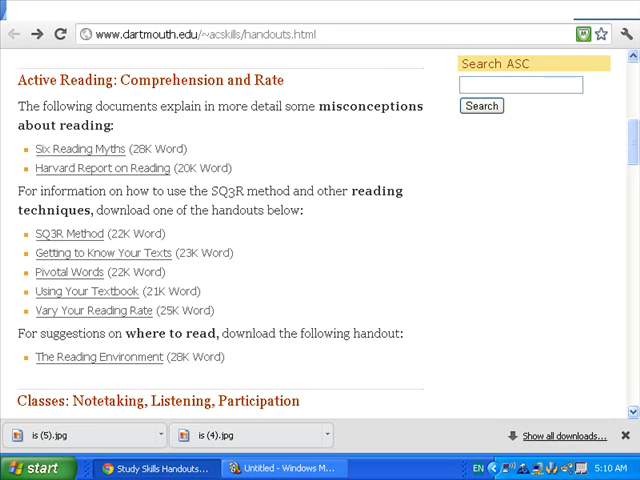 www.dartmouth.edu/~acskills/handouts.html
Search ASC
Search
Active Reading: Comprehension and Rate
The following documents explain in more detail some misconceptions
about reading:
Six Reading Myths (28K Word)
Harvard Report on Reading (20K Word)
For information on how to use the SQ3R method and other reading
techniques, download one of the handouts below:
SQ3R Method (22K Word)
Getting to Know Your Texts (23K Word)
Pivotal Words (22K Word)
Using Your Textbook (21K Word)
Vary Your Reading Rate (25K Word)
For suggestions on where to read, download the following handout:
The Reading Environment (28K Word)
Classes: Notetaking, Listening, Participation
is (5).jpg
is (4).jpg
Show all downloads...
start
Study Skills Handouts...
Untitled - Windows M...
EN
5:10 AM